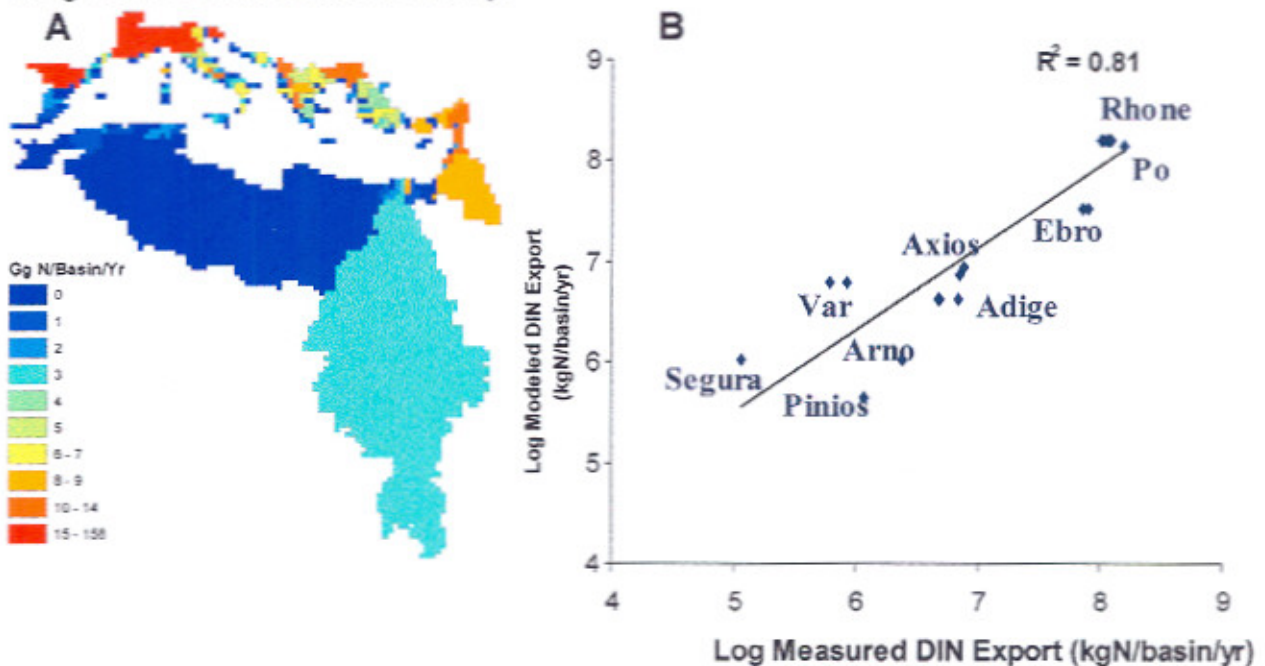 A
Gg N/Basin/Yr
0
1
2
3
4
5
6 - 7
8 - 9
10 - 14
15 - 158
B
R² = 0.81
Rhone
Po
Ebro
Axios
Adige
Var
Arno
Segura
Pinios
9
8
7
6
5
4
4 5 6 7 8 9
Log Modeled DIN Export
(kgN/basin/yr)
Log Measured DIN Export (kgN/basin/yr)